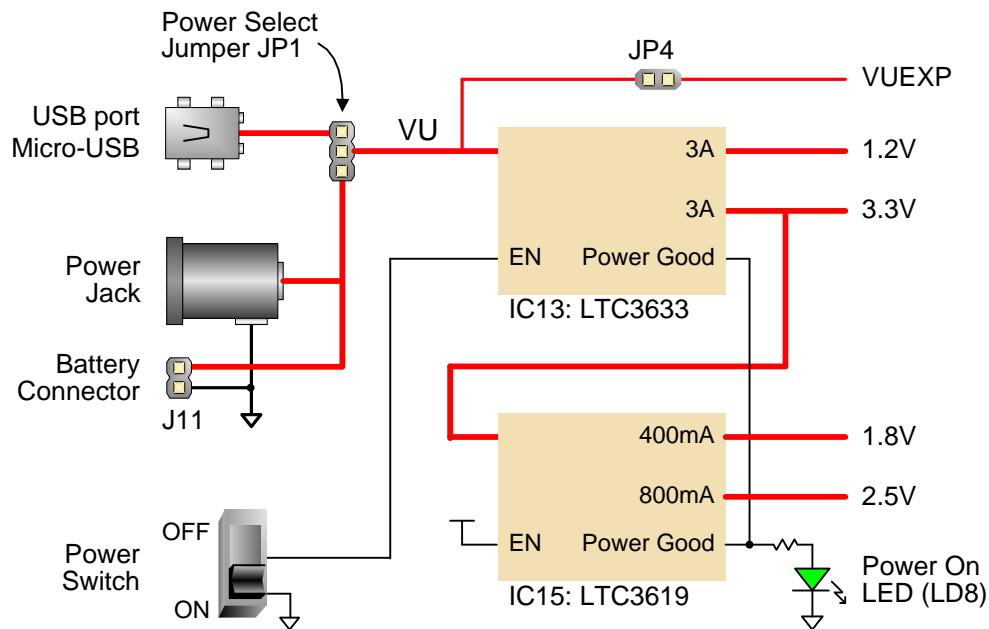 Power Select
Jumper JP1
JP4
VUEXP
USB port
Micro-USB
VU
3A
1.2V
3A
3.3V
EN
Power Good
IC13: LTC3633
Power
Jack
Battery
Connector
J11
400mA
1.8V
800mA
2.5V
EN
Power Good
IC15: LTC3619
OFF
Power
Switch
ON
Power On
LED (LD8)